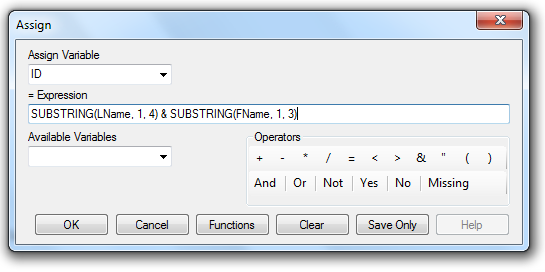 Assign
Assign Variable
ID
= Expression
SUBSTRING(LName, 1, 4) & SUBSTRING(FName, 1, 3)
Available Variables
Operators
+ - * / = < > & " ( )
And Or Not Yes No Missing
OK Cancel Functions Clear Save Only Help